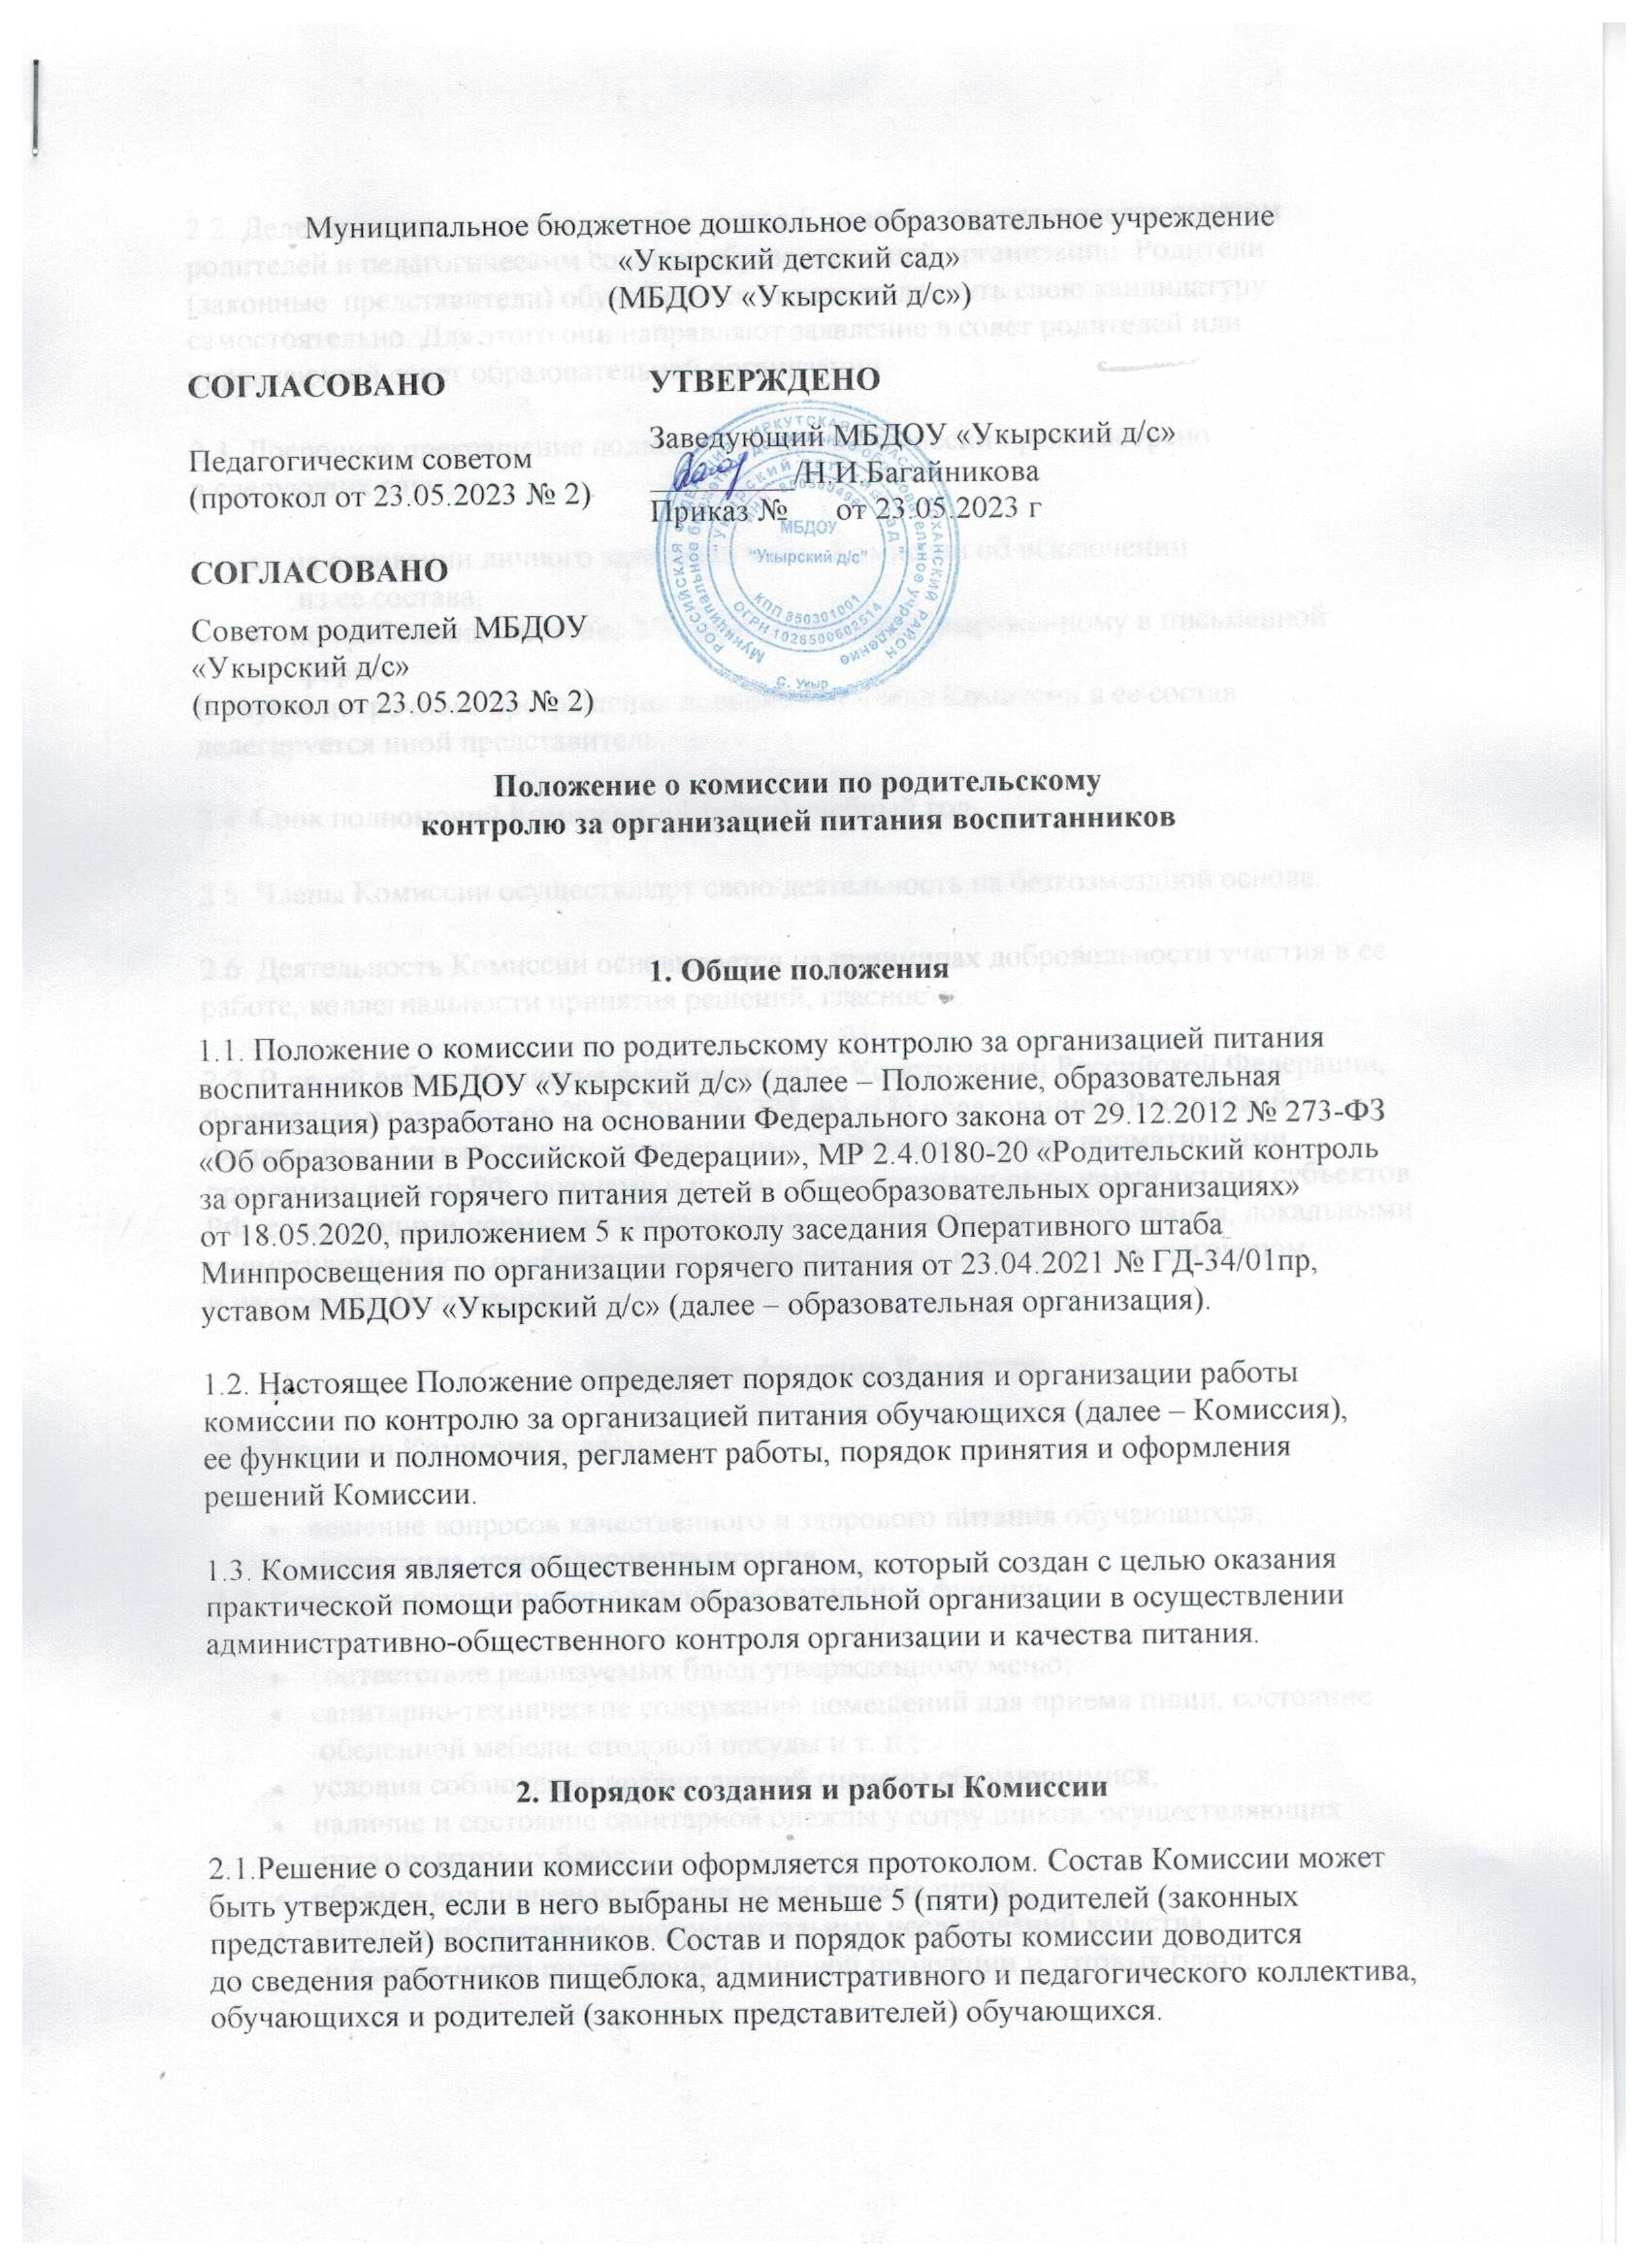 Муниципальное бюджетное дошкольное образовательное учреждение
«Укырский детский сад»
(МБДОУ «Укырский д/с»)
СОГЛАСОВАНО
Педагогическим советом
(протокол от 23.05.2023 № 2)
СОГЛАСОВАНО
Советом родителей МБДОУ
«Укырский д/с»
(протокол от 23.05.2023 № 2)
УТВЕРЖДЕНО
Заведующий МБДОУ «Укырский д/с»
/Н.И.Багайникова
Приказ № от 23.05.2023 г
МБДОУ
"Укырский д/с"
КПП 850301001
ОГРН 1028500602514
с. Укыр
Положение о комиссии по родительскому
контролю за организацией питания воспитанников
1. Общие положения
1.1. Положение о комиссии по родительскому контролю за организацией питания
воспитанников МБДОУ «Укырский д/с» (далее – Положение, образовательная
организация) разработано на основании Федерального закона от 29.12.2012 № 273-ФЗ
«Об образовании в Российской Федерации», МР 2.4.0180-20 «Родительский контроль
за организацией горячего питания детей в общеобразовательных организациях»
от 18.05.2020, приложением 5 к протоколу заседания Оперативного штаба
Минпросвещения по организации горячего питания от 23.04.2021 № ГД-34/01пр,
уставом МБДОУ «Укырский д/с» (далее – образовательная организация).
1.2. Настоящее Положение определяет порядок создания и организации работы
комиссии по контролю за организацией питания обучающихся (далее – Комиссия),
ее функции и полномочия, регламент работы, порядок принятия и оформления
решений Комиссии.
1.3. Комиссия является общественным органом, который создан с целью оказания
практической помощи работникам образовательной организации в осуществлении
административно-общественного контроля организации и качества питания.
2. Порядок создания и работы Комиссии
2.1.Решение о создании комиссии оформляется протоколом. Состав Комиссии может
быть утвержден, если в него выбраны не меньше 5 (пяти) родителей (законных
представителей) воспитанников. Состав и порядок работы комиссии доводится
до сведения работников пищеблока, административного и педагогического коллектива,
обучающихся и родителей (законных представителей) обучающихся.